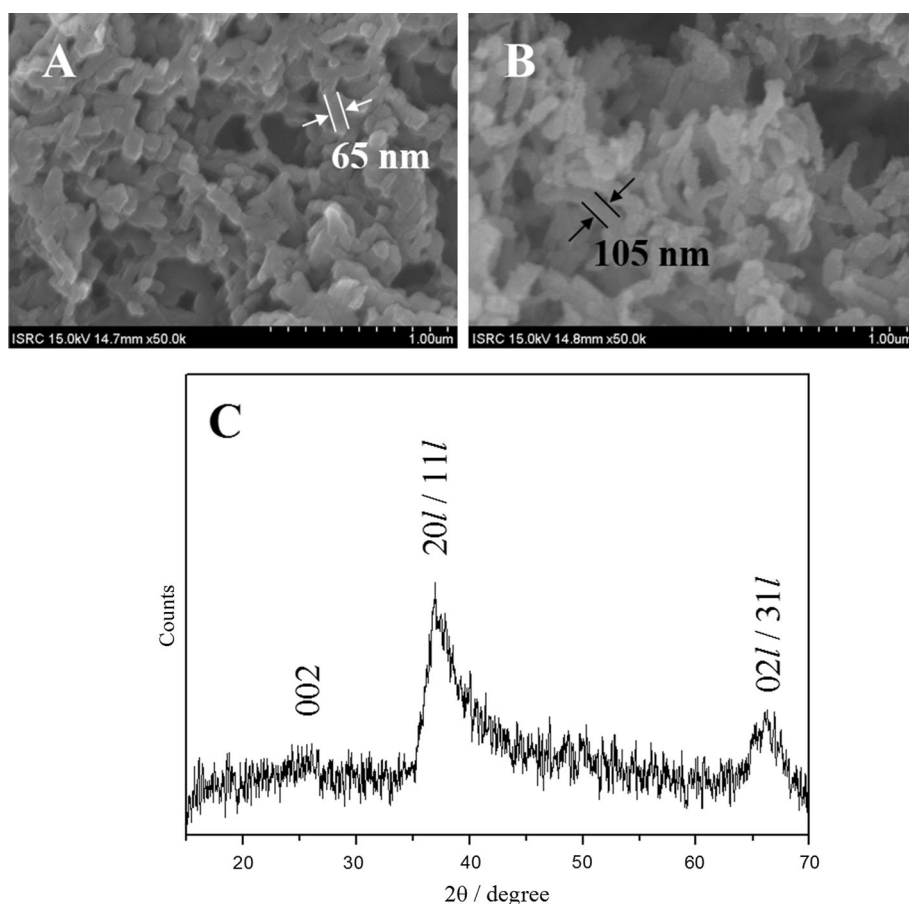 A
65 nm
ISRC 15.0kV 14.7mm x50.0k 1.00um
B
105 nm
ISRC 15.0kV 14.8mm x50.0k 1.00um
C
002
20l / 11l
02l / 31l
Counts
20 30 40 50 60 70
2θ / degree